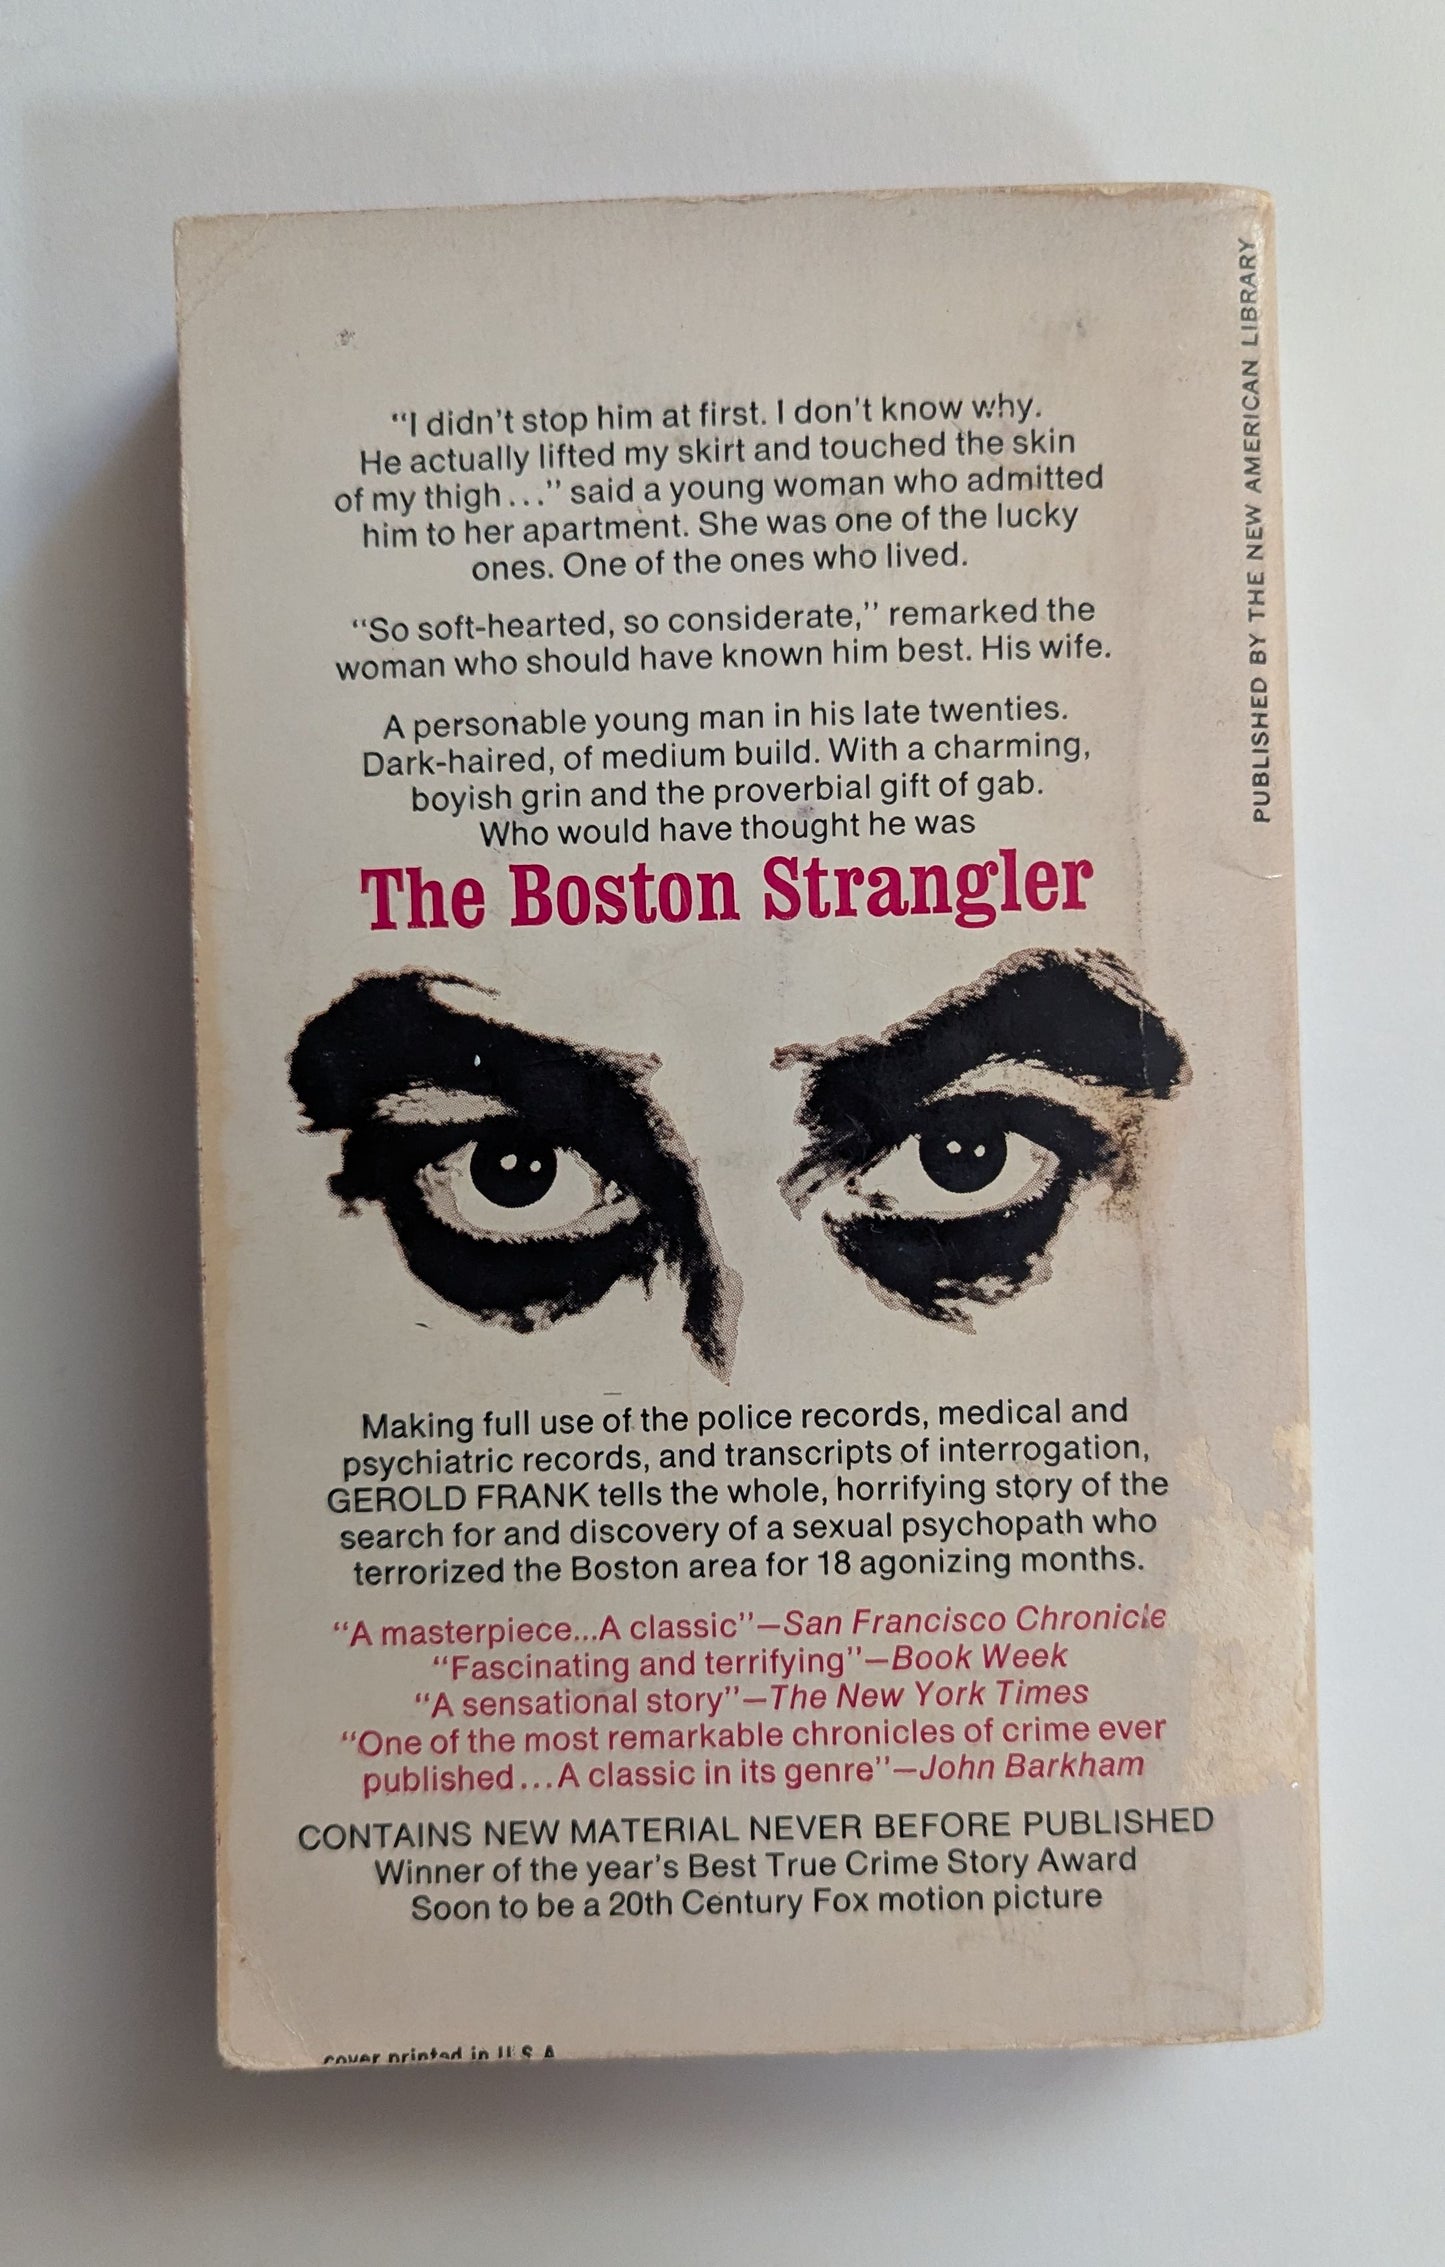 "I didn't stop him at first. I don't know why.
He actually lifted my skirt and touched the skin
of my thigh..." said a young woman who admitted
him to her apartment. She was one of the lucky
ones. One of the ones who lived.
"So soft-hearted, so considerate," remarked the
woman who should have known him best. His wife.
A personable young man in his late twenties.
Dark-haired, of medium build. With a charming,
boyish grin and the proverbial gift of gab.
Who would have thought he was
The Boston Strangler
Making full use of the police records, medical and
psychiatric records, and transcripts of interrogation,
GEROLD FRANK tells the whole, horrifying story of the
search for and discovery of a sexual psychopath who
terrorized the Boston area for 18 agonizing months.
"A masterpiece...A classic"—San Francisco Chronicle
"Fascinating and terrifying"—Book Week
"A sensational story"—The New York Times
"One of the most remarkable chronicles of crime ever
published...A classic in its genre"—John Barkham
CONTAINS NEW MATERIAL NEVER BEFORE PUBLISHED
Winner of the year's Best True Crime Story Award
Soon to be a 20th Century Fox motion picture
cover printed in U.S.A.
PUBLISHED BY THE NEW AMERICAN LIBRARY